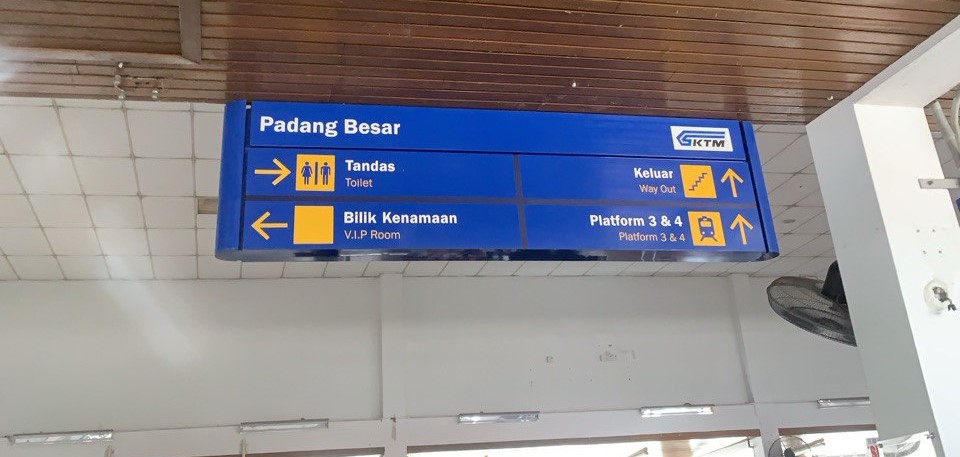 Padang Besar
KTM
Tandas
Toilet
Bilik Kenamaan
V.I.P Room
Keluar
Way Out
Platform 3 & 4
Platform 3 & 4